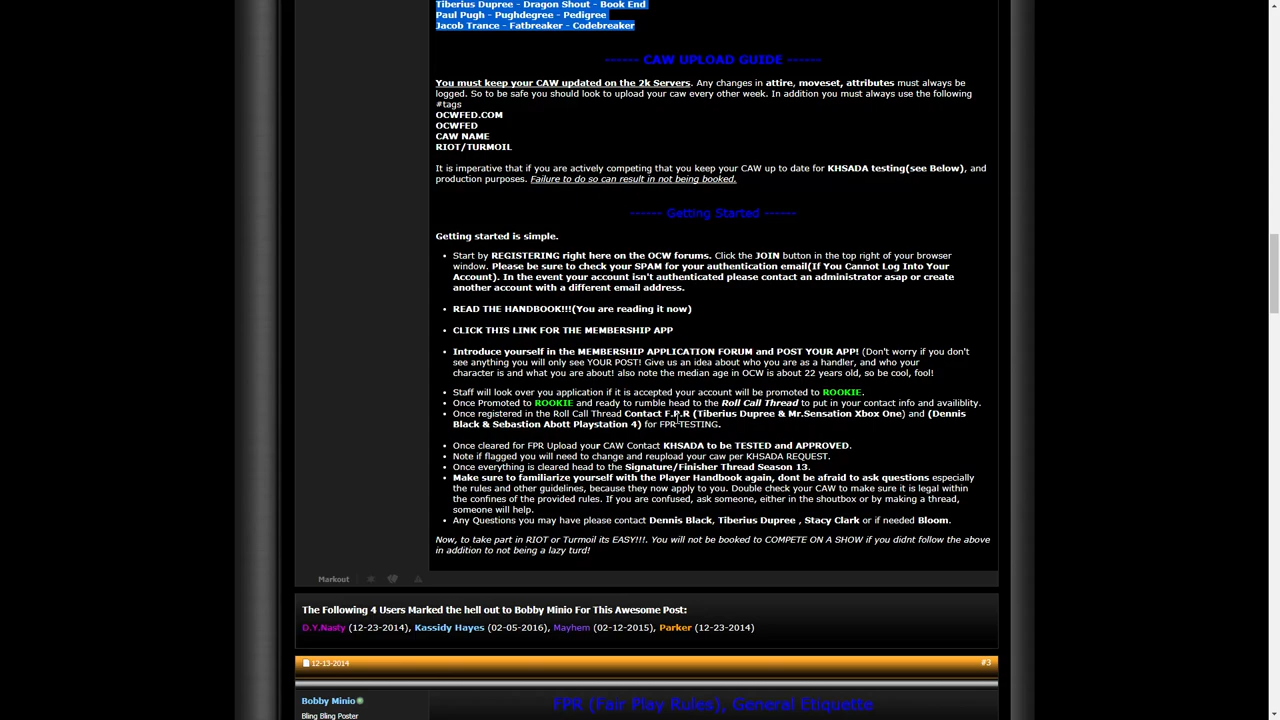 Tiberius Dupree - Dragon Shout - Book End
Paul Pugh - Pughdegree - Pedigree
Jacob Trance - Fatbreaker - Codebreaker
------ CAW UPLOAD GUIDE ------
You must keep your CAW updated on the 2k Servers. Any changes in attire, moveset, attributes must always be
logged. So to be safe you should look to upload your caw every other week. In addition you must always use the following
#tags
OCWFED.COM
OCWFED
CAW NAME
RIOT/TURMOIL
It is imperative that if you are actively competing that you keep your CAW up to date for KHSADA testing(see Below), and
production purposes. Failure to do so can result in not being booked.
------ Getting Started ------
Getting started is simple.
• Start by REGISTERING right here on the OCW forums. Click the JOIN button in the top right of your browser
window. Please be sure to check your SPAM for your authentication email(If You Cannot Log Into Your
Account). In the event your account isn't authenticated please contact an administrator asap or create
another account with a different email address.
• READ THE HANDBOOK!!!(You are reading it now)
• CLICK THIS LINK FOR THE MEMBERSHIP APP
• Introduce yourself in the MEMBERSHIP APPLICATION FORUM and POST YOUR APP! (Don't worry if you don't
see anything you will only see YOUR POST! Give us an idea about who you are as a handler, and who your
character is and what you are about! also note the median age in OCW is about 22 years old, so be cool, fool!
• Staff will look over you application if it is accepted your account will be promoted to ROOKIE.
• Once Promoted to ROOKIE and ready to rumble head to the Roll Call Thread to put in your contact info and availiblity.
• Once registered in the Roll Call Thread Contact F.P.R (Tiberius Dupree & Mr.Sensation Xbox One) and (Dennis
Black & Sebastion Abott Playstation 4) for FPR TESTING.
• Once cleared for FPR Upload your CAW Contact KHSADA to be TESTED and APPROVED.
• Note if flagged you will need to change and reupload your caw per KHSADA REQUEST.
• Once everything is cleared head to the Signature/Finisher Thread Season 13.
• Make sure to familiarize yourself with the Player Handbook again, dont be afraid to ask questions especially
the rules and other guidelines, because they now apply to you. Double check your CAW to make sure it is legal within
the confines of the provided rules. If you are confused, ask someone, either in the shoutbox or by making a thread,
someone will help.
• Any Questions you may have please contact Dennis Black, Tiberius Dupree , Stacy Clark or if needed Bloom.
Now, to take part in RIOT or Turmoil its EASY!!!. You will not be booked to COMPETE ON A SHOW if you didnt follow the above
in addition to not being a lazy turd!
Markout
The Following 4 Users Marked the hell out to Bobby Minio For This Awesome Post:
D.Y.Nasty (12-23-2014), Kassidy Hayes (02-05-2016), Mayhem (02-12-2015), Parker (12-23-2014)
12-13-2014 #3
Bobby Minio
Bling Bling Poster
FPR (Fair Play Rules), General Etiquette